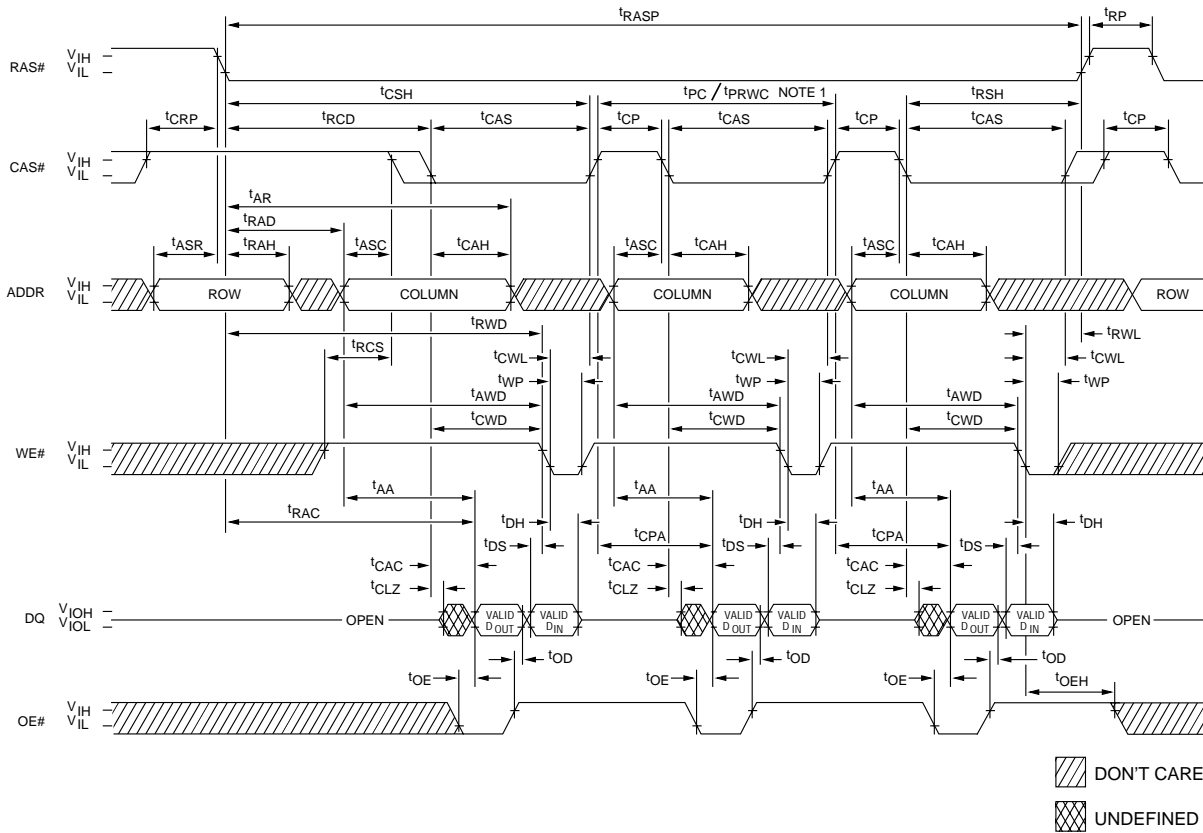 tRASP tRP
RAS# VIH
VIL
tCSH tPC / tPRWC NOTE 1 tRSH
tCRP tRCD tCAS tCP tCAS tCP tCAS tCP
CAS# VIH
VIL
tAR
tRAD
tASR tRAH tASC tCAH tASC tCAH tASC tCAH
ADDR VIH
VIL
ROW COLUMN COLUMN COLUMN ROW
tRWD tRWL
tRCS tCWL tCWL tCWL
tWP tWP tWP
tAWD tAWD tAWD
tCWD tCWD tCWD
WE# VIH
VIL
tAA tAA tAA
tRAC tDH tDH tDH
tCPA tCPA
tDS tDS tDS
tCAC tCAC tCAC
tCLZ tCLZ tCLZ
DQ VIOH
VIOL
OPEN VALID DOUT VALID DIN VALID DOUT VALID DIN VALID DOUT VALID DIN OPEN
tOD tOD tOD
tOE tOE tOE tOEH
OE# VIH
VIL
DON'T CARE
UNDEFINED